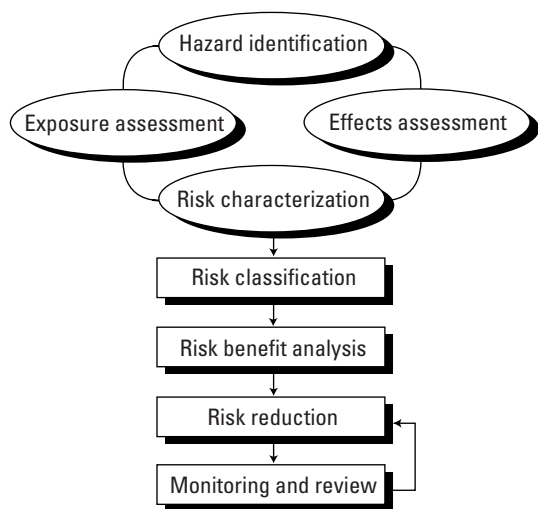 Hazard identification
Exposure assessment
Effects assessment
Risk characterization
Risk classification
Risk benefit analysis
Risk reduction
Monitoring and review